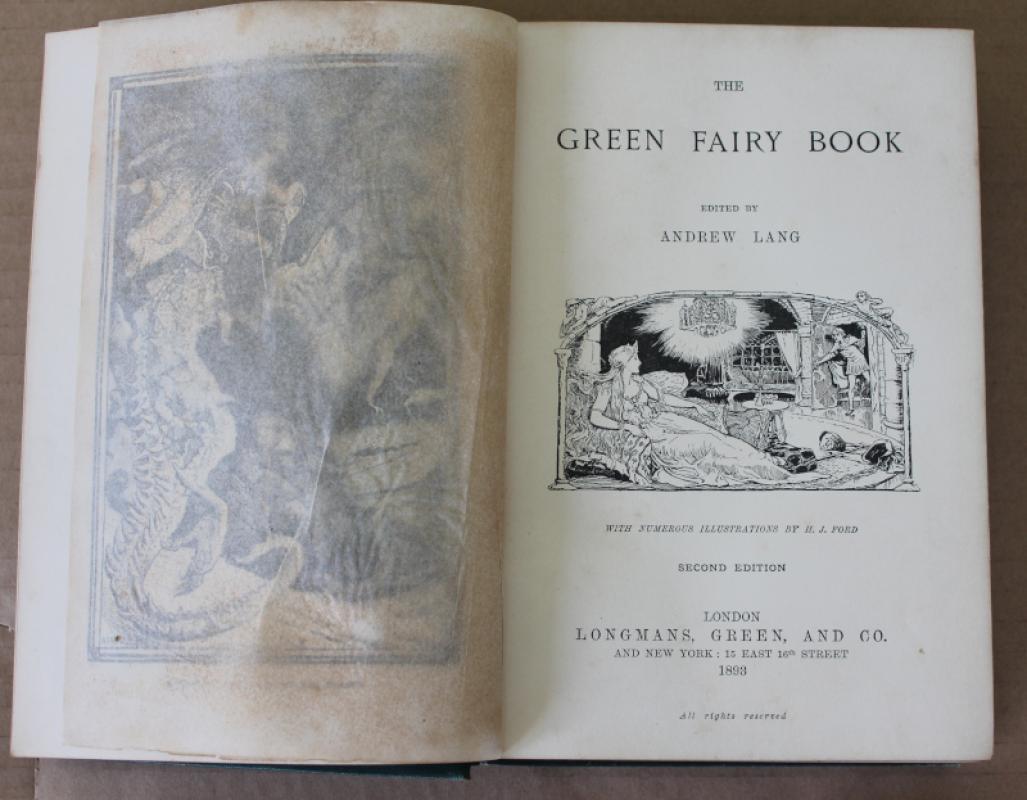 THE
GREEN FAIRY BOOK
EDITED BY
ANDREW LANG
WITH NUMEROUS ILLUSTRATIONS BY H. J. FORD
SECOND EDITION
LONDON
LONGMANS, GREEN, AND CO.
AND NEW YORK : 15 EAST 16th STREET
1893
All rights reserved